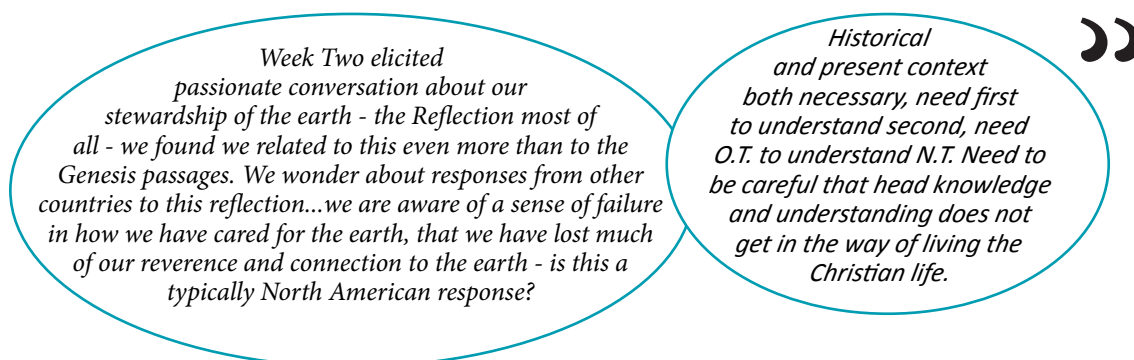 Week Two elicited
passionate conversation about our
stewardship of the earth - the Reflection most of
all - we found we related to this even more than to the
Genesis passages. We wonder about responses from other
countries to this reflection...we are aware of a sense of failure
in how we have cared for the earth, that we have lost much
of our reverence and connection to the earth - is this a
typically North American response?
Historical
and present context
both necessary, need first
to understand second, need
O.T. to understand N.T. Need to
be careful that head knowledge
and understanding does not
get in the way of living the
Christian life.
”